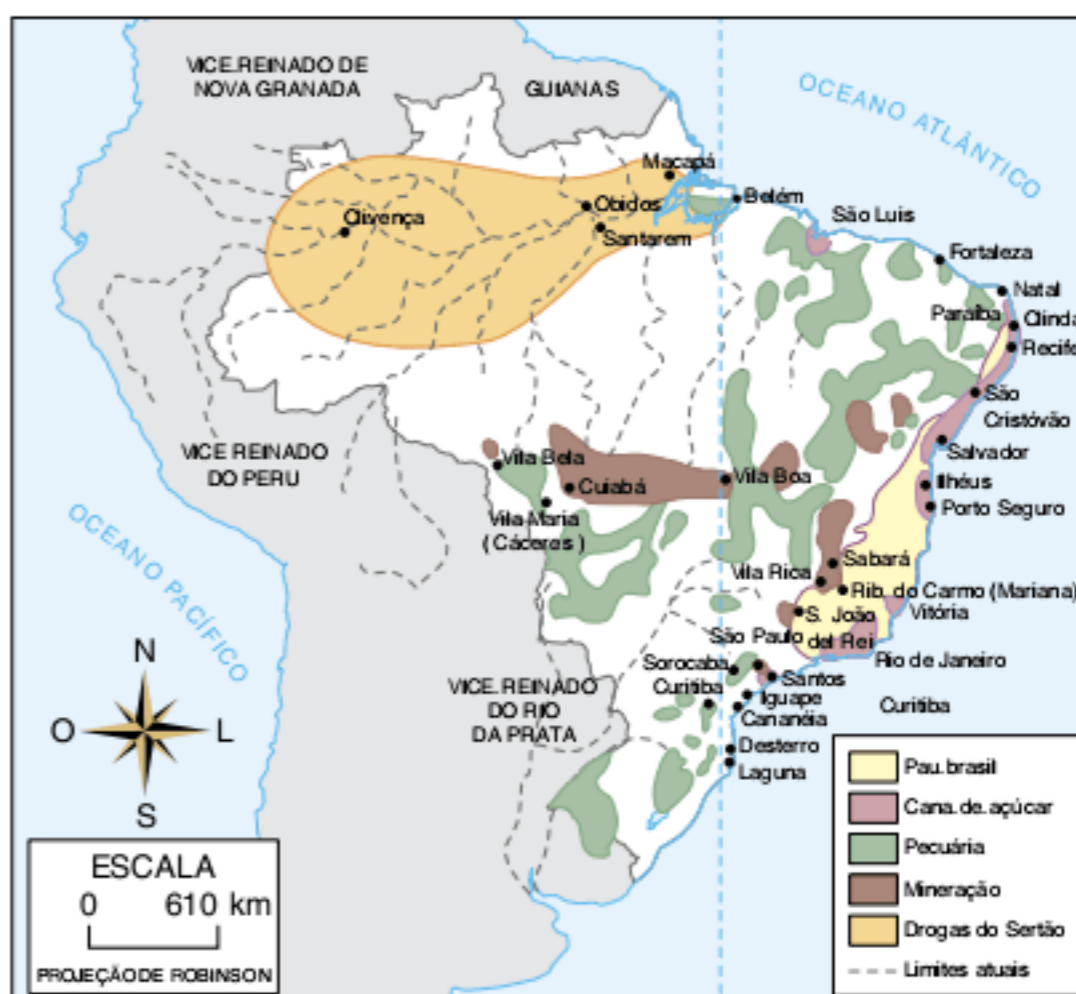 VICE.REINADO DE
NOVA GRANADA
GUIANAS
OCEANO ATLÂNTICO
Macapá
Belém
Olivença
Obidos
Santarem
São Luis
Fortaleza
Natal
Paraíba
Olinda
Recife
São
Cristóvão
Salvador
VICE REINADO
DO PERU
Vila Bela
Cuiabá
Vila Boa
Ilhéus
Porto Seguro
Vila Maria
( Cáceres )
OCEANO PACÍFICO
Sabará
Vila Rica
Rib. do Carmo (Mariana)
Vitória
S. João
del Rei
São Paulo
Rio de Janeiro
Sorocaba
Santos
Curitiba
Iguape
Curitiba
Cananéia
VICE.REINADO
DO RIO
DA PRATA
Desterro
Laguna
N
O
L
S
ESCALA
0 610 km
PROJEÇÃO DE ROBINSON
Pau.brasil
Cana.de.açúcar
Pecuária
Mineração
Drogas do Sertão
Limites atuais